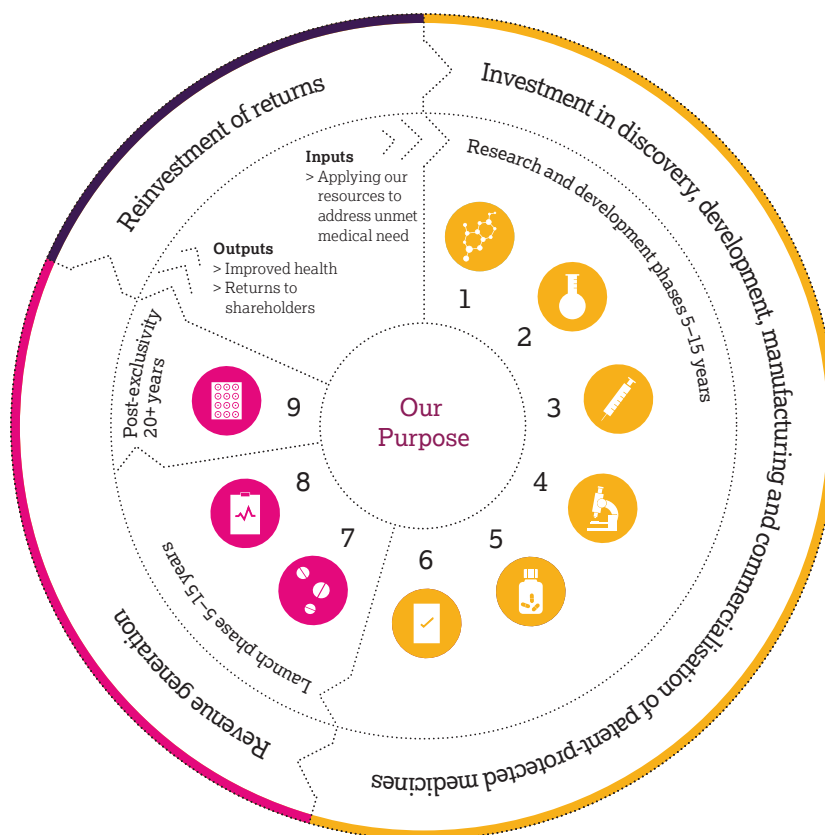 Investment in discovery, development, manufacturing and commercialisation of patent-protected medicines
Research and development phases 5–15 years
1
2
3
4
5
6
Revenue generation
Launch phase 5–15 years
7
8
Post-exclusivity
20+ years
9
Reinvestment of returns
Outputs
> Improved health
> Returns to
shareholders
Inputs
> Applying our
resources to
address unmet
medical need
Our
Purpose